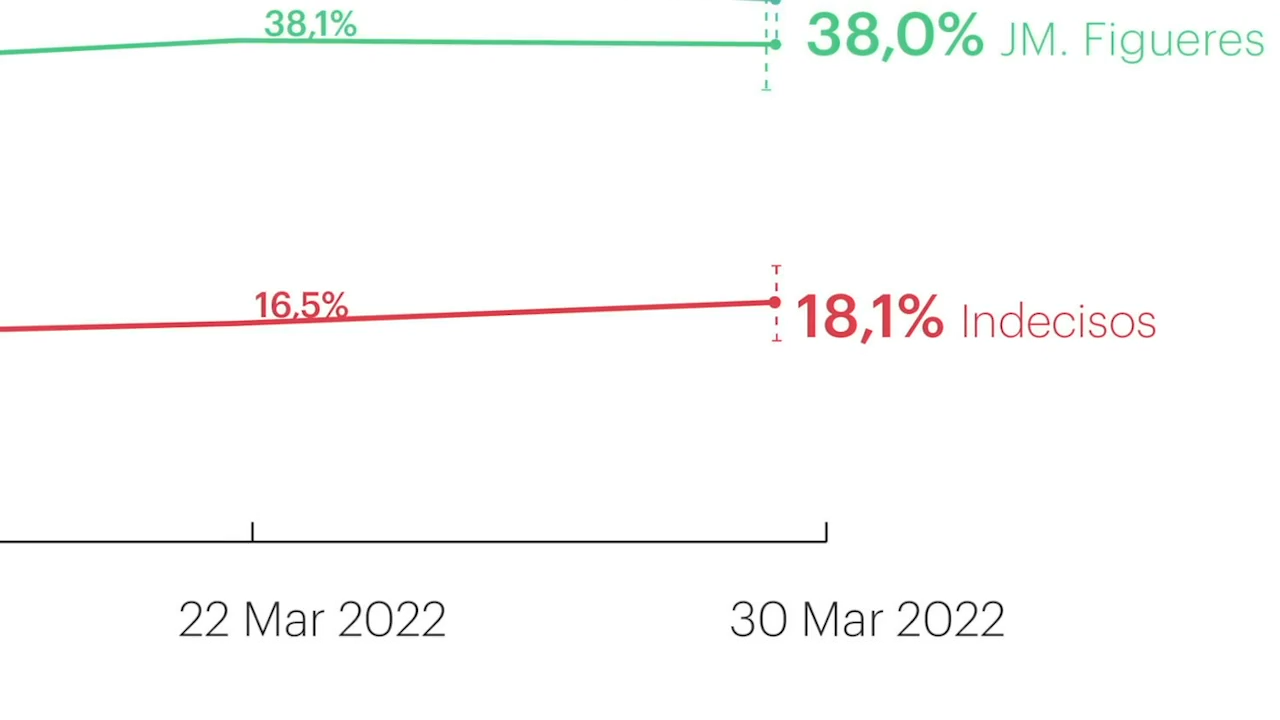 38,1%
38,0% JM. Figueres
16,5%
18,1% Indecisos
22 Mar 2022
30 Mar 2022